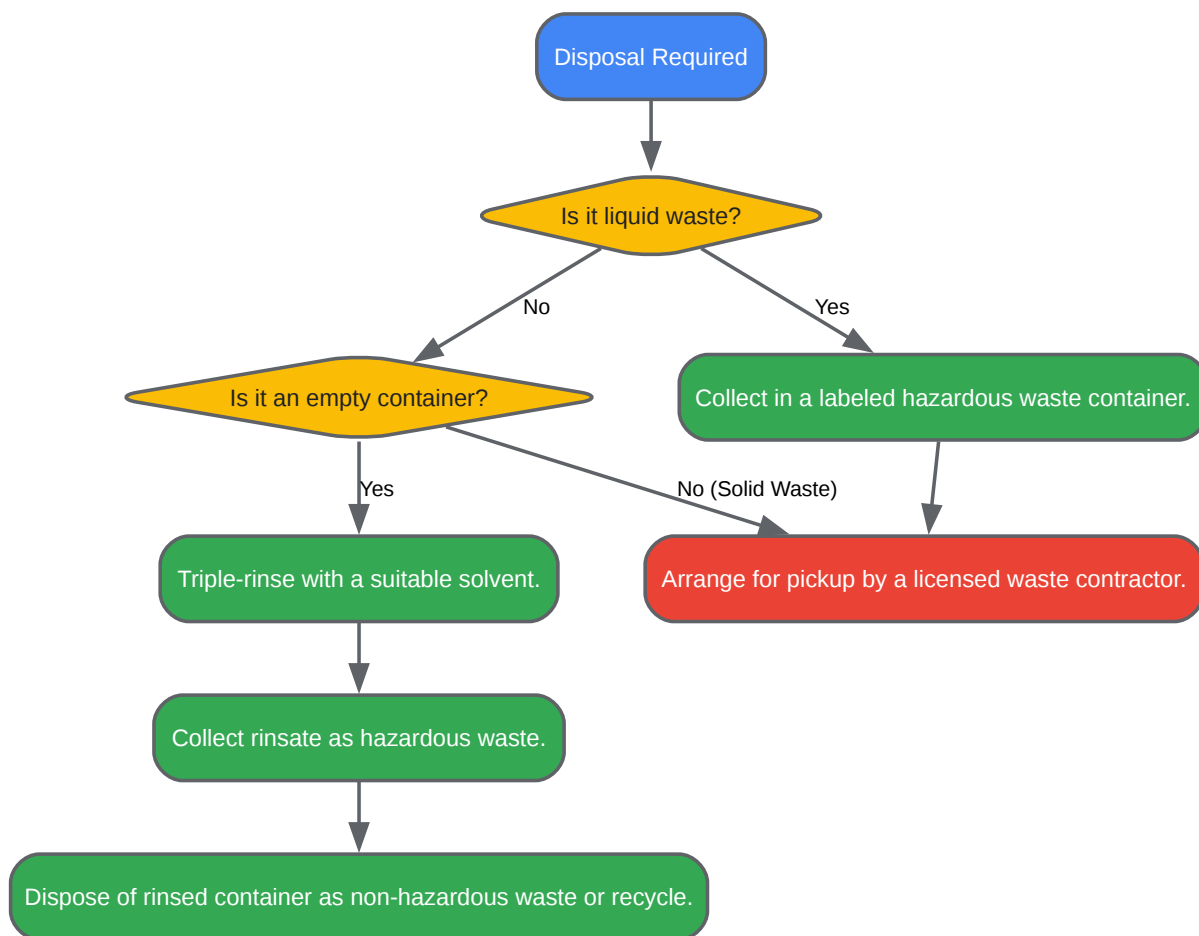 Disposal Required
Is it liquid waste?
No
Yes
Is it an empty container?
Collect in a labeled hazardous waste container.
Yes
No (Solid Waste)
Triple-rinse with a suitable solvent.
Arrange for pickup by a licensed waste contractor.
Collect rinsate as hazardous waste.
Dispose of rinsed container as non-hazardous waste or recycle.